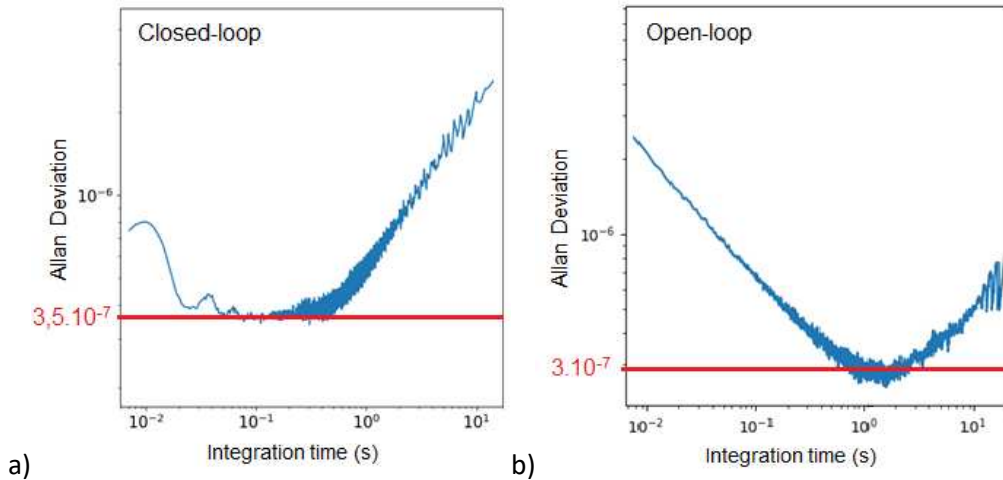 Closed-loop
Allan Deviation
10⁻⁶
3,5.10⁻⁷
10⁻² 10⁻¹ 10⁰ 10¹
Integration time (s)
a)
Open-loop
Allan Deviation
10⁻⁶
3.10⁻⁷
10⁻² 10⁻¹ 10⁰ 10¹
Integration time (s)
b)